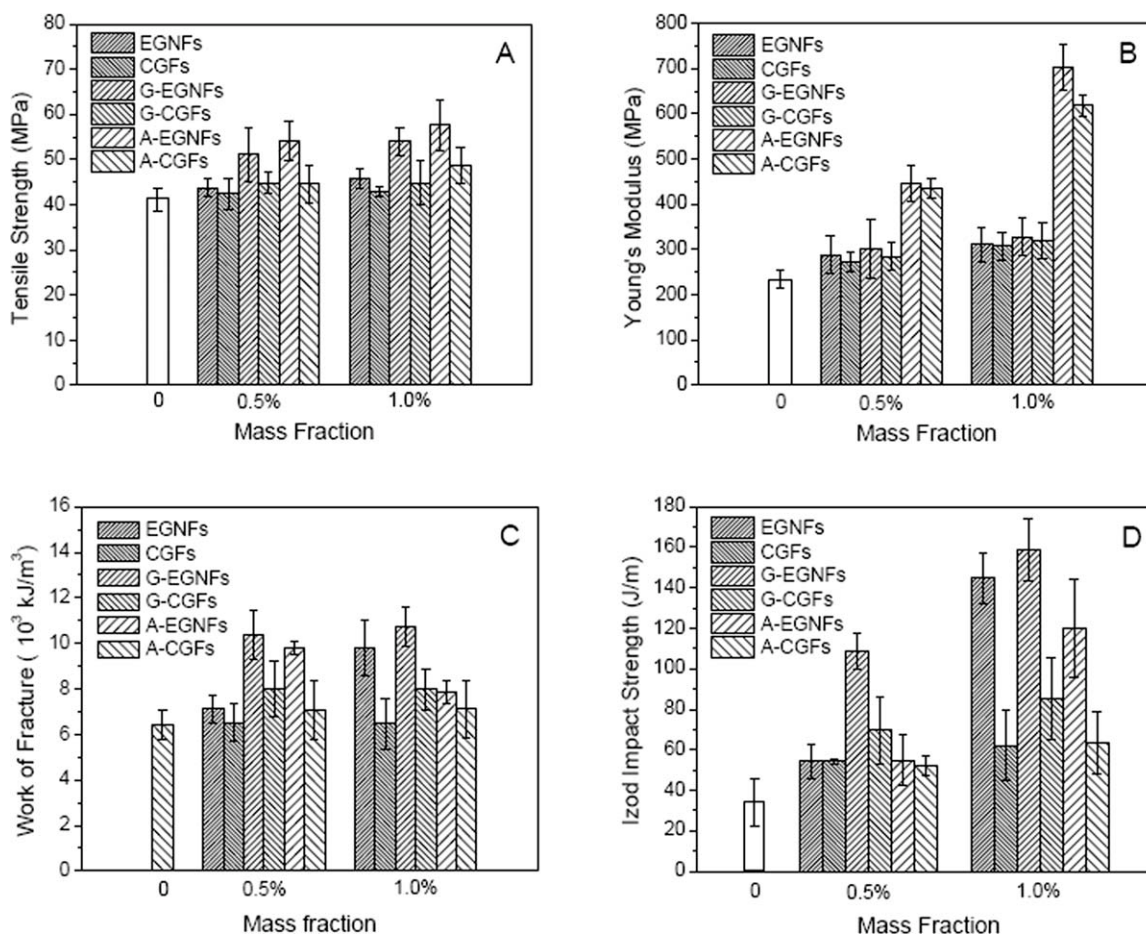 A
Tensile Strength (MPa)
80
70
60
50
40
30
20
10
0
EGNFs
CGFs
G-EGNFs
G-CGFs
A-EGNFs
A-CGFs
0 0.5% 1.0%
Mass Fraction
B
Young's Modulus (MPa)
800
700
600
500
400
300
200
100
0
EGNFs
CGFs
G-EGNFs
G-CGFs
A-EGNFs
A-CGFs
0 0.5% 1.0%
Mass Fraction
C
Work of Fracture ( 10³ kJ/m³)
16
14
12
10
8
6
4
2
0
EGNFs
CGFs
G-EGNFs
G-CGFs
A-EGNFs
A-CGFs
0 0.5% 1.0%
Mass fraction
D
Izod Impact Strength (J/m)
180
160
140
120
100
80
60
40
20
0
EGNFs
CGFs
G-EGNFs
G-CGFs
A-EGNFs
A-CGFs
0 0.5% 1.0%
Mass Fraction